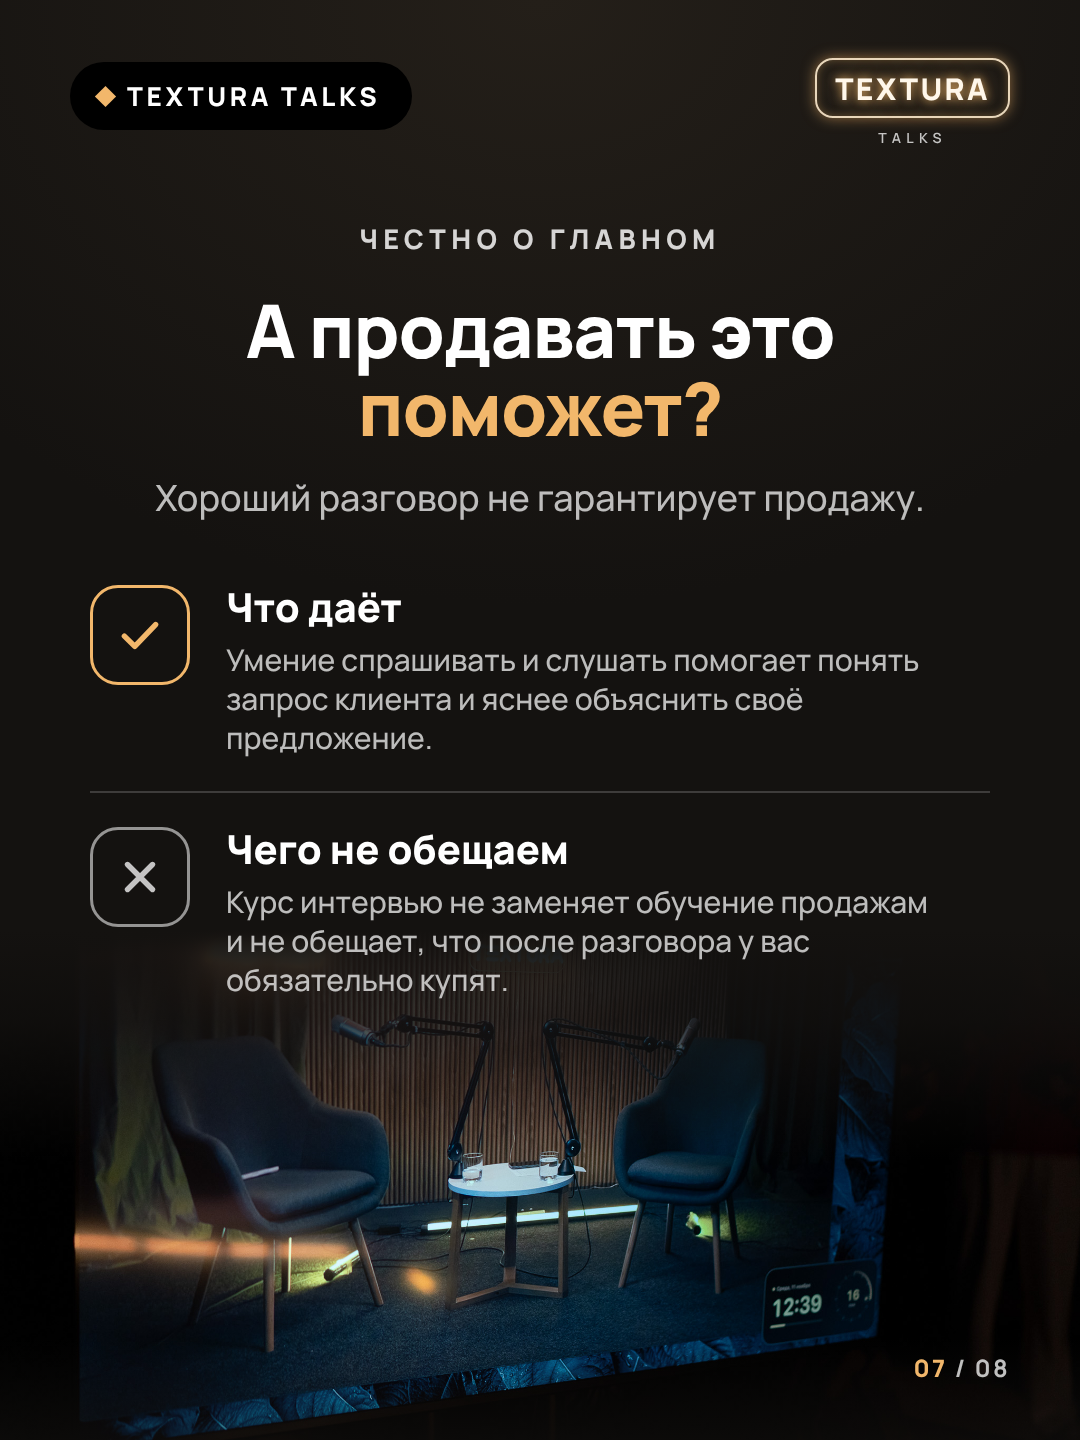 TEXTURA TALKS
TEXTURA
TALKS
ЧЕСТНО О ГЛАВНОМ
А продавать это
поможет?
Хороший разговор не гарантирует продажу.
Что даёт
Умение спрашивать и слушать помогает понять
запрос клиента и яснее объяснить своё
предложение.
Чего не обещаем
Курс интервью не заменяет обучение продажам
и не обещает, что после разговора у вас
обязательно купят.
12:39
16
07 / 08